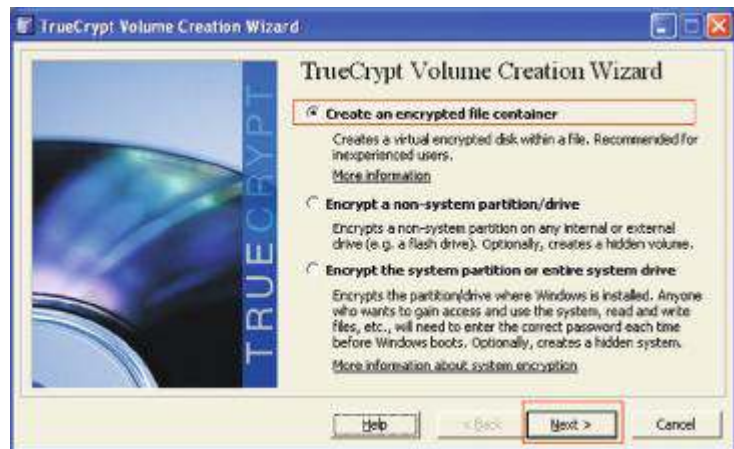 TrueCrypt Volume Creation Wizard
TRUECRYPT
TrueCrypt Volume Creation Wizard
Create an encrypted file container
Creates a virtual encrypted disk within a file. Recommended for
inexperienced users.
More information
Encrypt a non-system partition/drive
Encrypts a non-system partition on any internal or external
drive (e.g. a flash drive). Optionally, creates a hidden volume.
Encrypt the system partition or entire system drive
Encrypts the partition/drive where Windows is installed. Anyone
who wants to gain access and use the system, read and write
files, etc., will need to enter the correct password each time
before Windows boots. Optionally, creates a hidden system.
More information about system encryption
Help < Back Next > Cancel